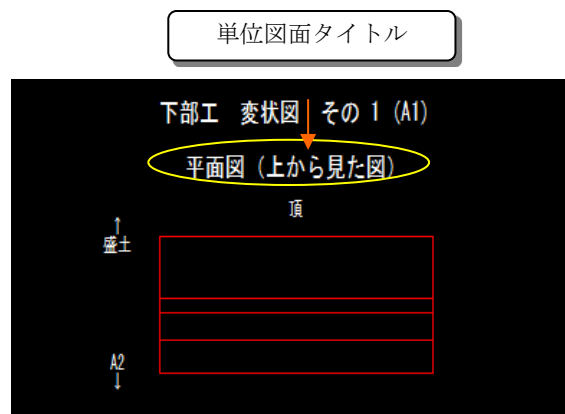 単位図面タイトル
下部工 変状図 その 1 (A1)
平面図 (上から見た図)
頂
↑
盛土
A2
↓